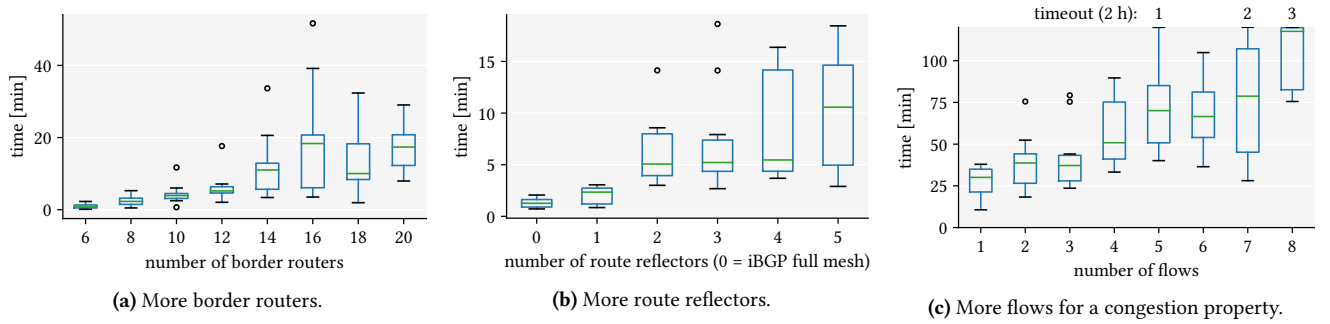 time [min]
40
20
0
6 8 10 12 14 16 18 20
number of border routers
(a) More border routers.
time [min]
15
10
5
0
0 1 2 3 4 5
number of route reflectors (0 = iBGP full mesh)
(b) More route reflectors.
timeout (2 h): 1 2 3
time [min]
100
75
50
25
0
1 2 3 4 5 6 7 8
number of flows
(c) More flows for a congestion property.